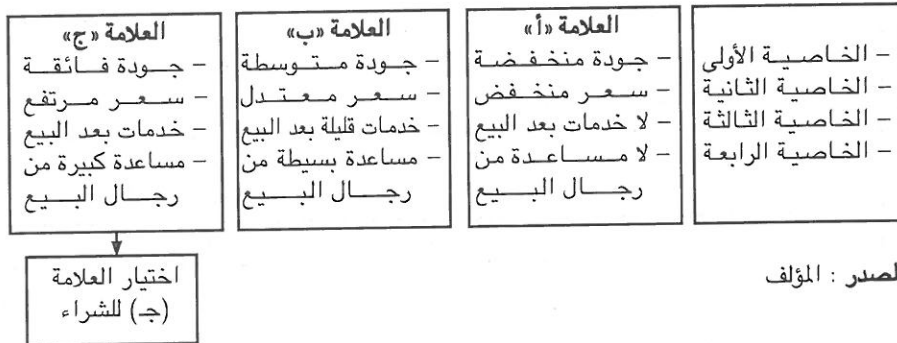 - الخاصية الأولى
- الخاصية الثانية
- الخاصية الثالثة
- الخاصية الرابعة
العلامة «أ»
- جودة منخفضة
- سعر منخفض
- لا خدمات بعد البيع
- لا مساعدة من
رجال البيع
العلامة «ب»
- جودة متوسطة
- سعر معتدل
- خدمات قليلة بعد البيع
- مساعدة بسيطة من
رجال البيع
العلامة «ج»
- جودة فائقة
- سعر مرتفع
- خدمات بعد البيع
- مساعدة كبيرة من
رجال البيع
اختيار العلامة
(جـ) للشراء
لصدر : المؤلف